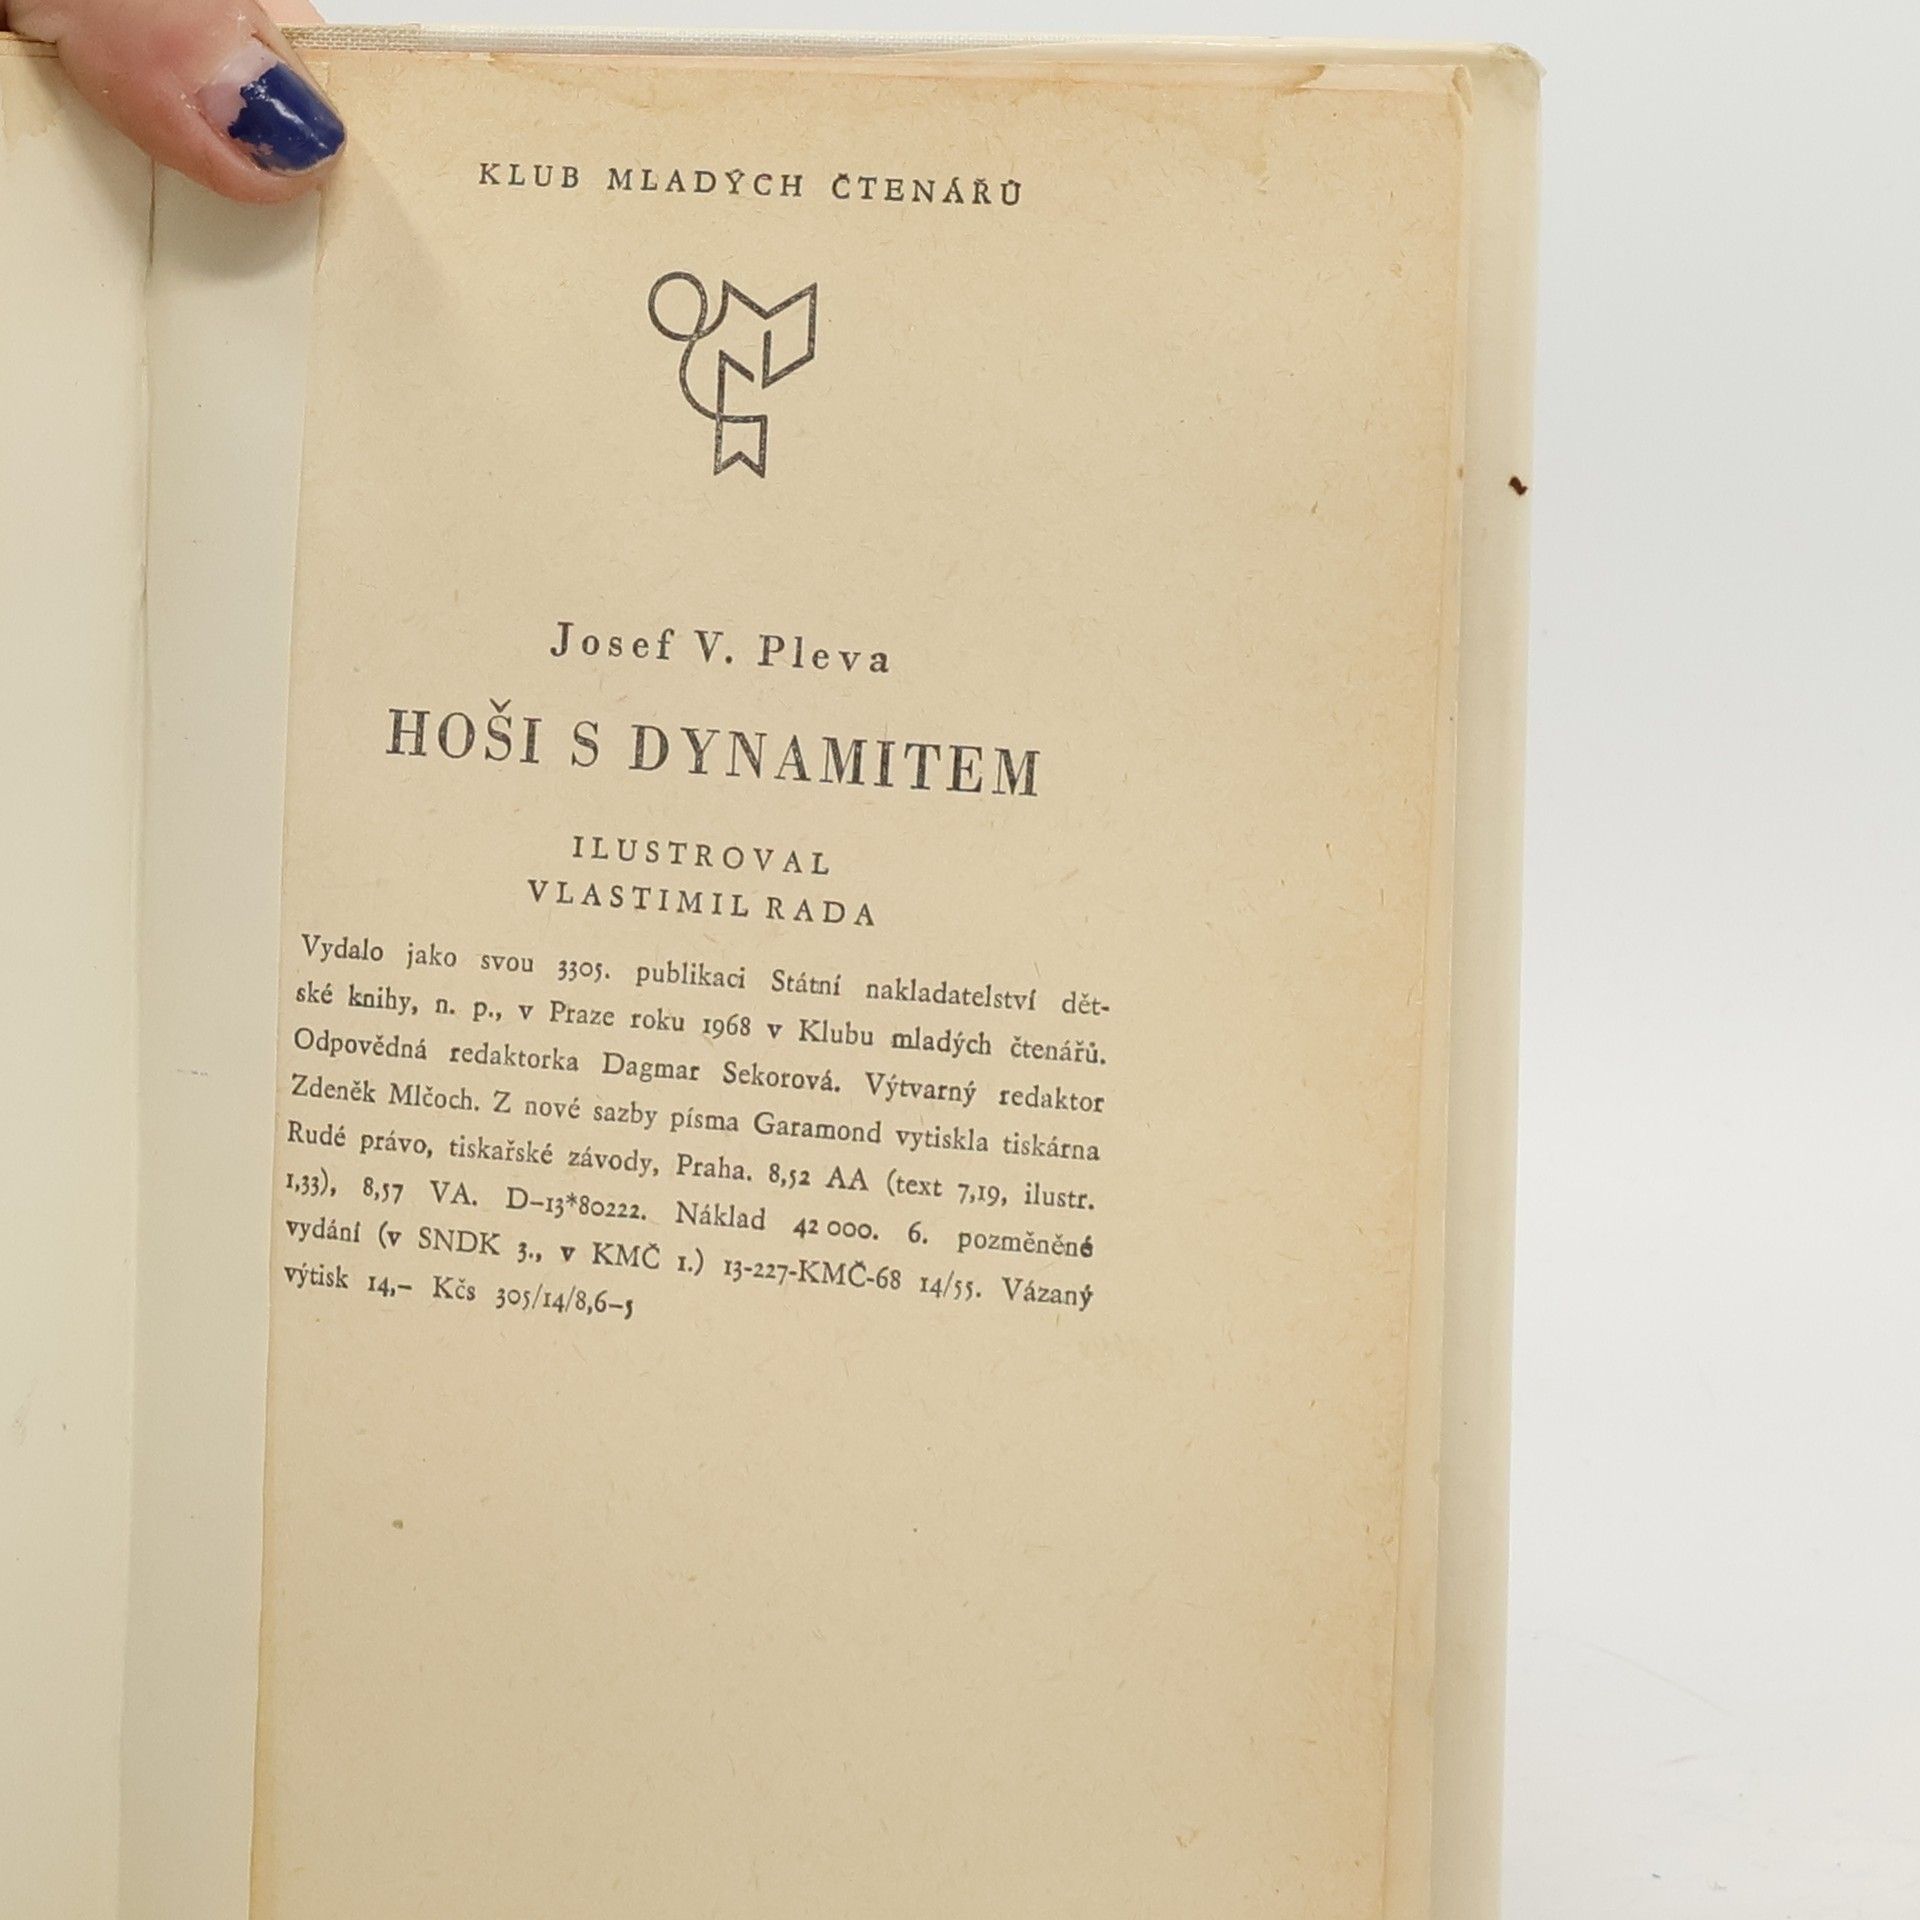 KLUB MLADÝCH ČTENÁŘŮ
Josef V. Pleva
HOŠI S DYNAMITEM
ILUSTROVAL
VLASTIMIL RADA
Vydalo jako svou 3305. publikaci Státní nakladatelství dět-
ské knihy, n. p., v Praze roku 1968 v Klubu mladých čtenářů.
Odpovědná redaktorka Dagmar Sekorová. Výtvarný redaktor
Zdeněk Mlčoch. Z nové sazby písma Garamond vytiskla tiskárna
Rudé právo, tiskařské závody, Praha. 8,52 AA (text 7,19, ilustr.
1,33), 8,57 VA. D–13*80222. Náklad 42 000. 6. pozměněné
vydání (v SNDK 3., v KMČ 1.) 13-227-KMČ-68 14/55. Vázaný
výtisk 14,– Kčs 305/14/8,6–5